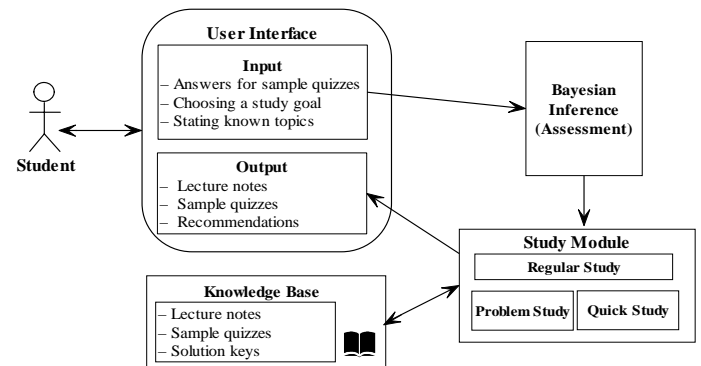 User Interface
Input
– Answers for sample quizzes
– Choosing a study goal
– Stating known topics
Student
Output
– Lecture notes
– Sample quizzes
– Recommendations
Bayesian
Inference
(Assessment)
Study Module
Regular Study
Problem Study
Quick Study
Knowledge Base
– Lecture notes
– Sample quizzes
– Solution keys